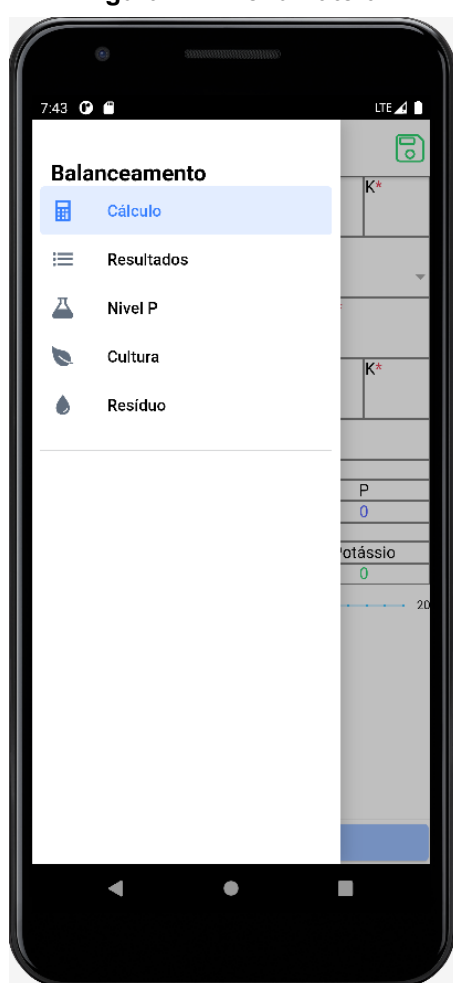 7:43
LTE
Balanceamento
K*
Cálculo
Resultados
Nivel P
Cultura
K*
Resíduo
P
0
otássio
0
20